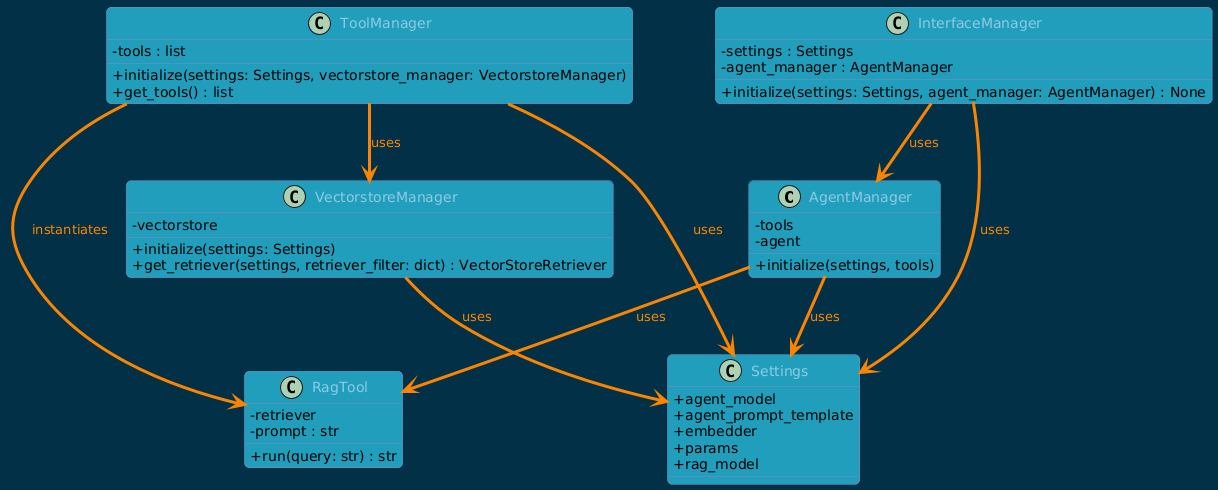 C ToolManager
-tools : list
+initialize(settings: Settings, vectorstore_manager: VectorstoreManager)
+get_tools() : list
C InterfaceManager
-settings : Settings
-agent_manager : AgentManager
+initialize(settings: Settings, agent_manager: AgentManager) : None
uses
uses
C VectorstoreManager
-vectorstore
+initialize(settings: Settings)
+get_retriever(settings, retriever_filter: dict) : VectorStoreRetriever
C AgentManager
-tools
-agent
+initialize(settings, tools)
instantiates
uses
uses
uses
uses
uses
C RagTool
-retriever
-prompt : str
+run(query: str) : str
C Settings
+agent_model
+agent_prompt_template
+embedder
+params
+rag_model